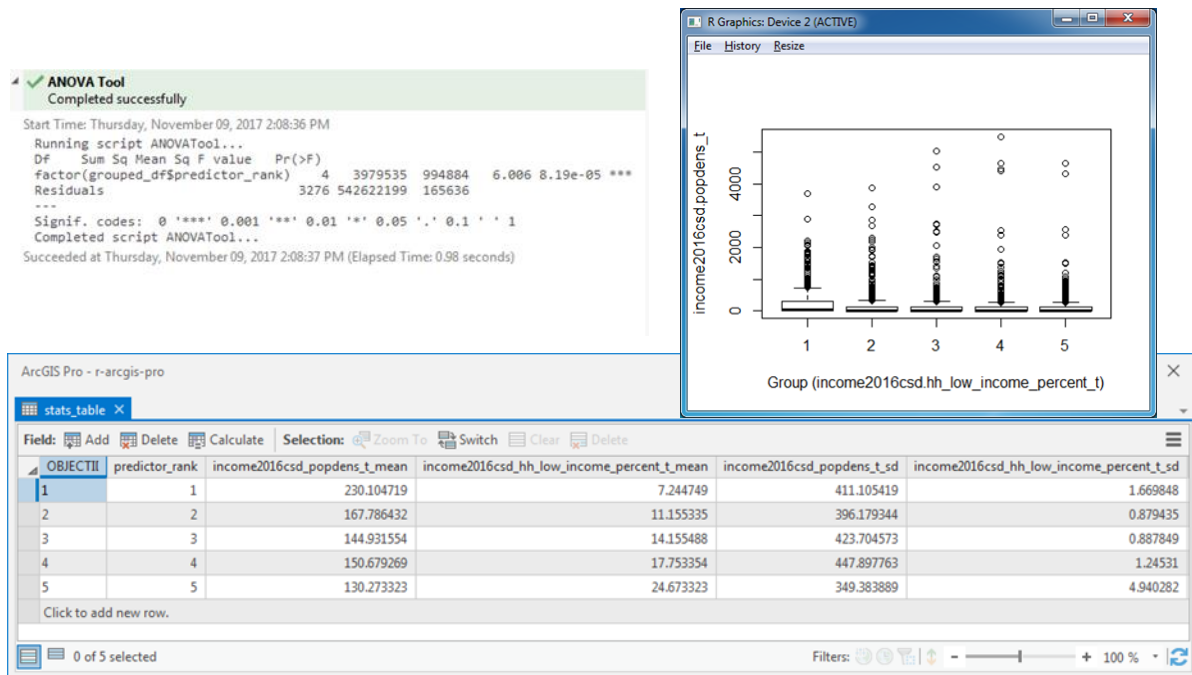 ANOVA Tool
Completed successfully
Start Time: Thursday, November 09, 2017 2:08:36 PM
Running script ANOVATool...
Df Sum Sq Mean Sq F value Pr(>F)
factor(grouped_df$predictor_rank) 4 3979535 994884 6.006 8.19e-05 ***
Residuals 3276 542622199 165636
---
Signif. codes: 0 '***' 0.001 '**' 0.01 '*' 0.05 '.' 0.1 ' ' 1
Completed script ANOVATool...
Succeeded at Thursday, November 09, 2017 2:08:37 PM (Elapsed Time: 0.98 seconds)
R Graphics: Device 2 (ACTIVE)
File History Resize
income2016csd.popdens_t
0 2000 4000
1 2 3 4 5
Group (income2016csd.hh_low_income_percent_t)
ArcGIS Pro - r-arcgis-pro
stats_table
Field: Add Delete Calculate Selection: Zoom To Switch Clear Delete
OBJECTII predictor_rank income2016csd_popdens_t_mean income2016csd_hh_low_income_percent_t_mean income2016csd_popdens_t_sd income2016csd_hh_low_income_percent_t_sd
1 1 230.104719 7.244749 411.105419 1.669848
2 2 167.786432 11.155335 396.179344 0.879435
3 3 144.931554 14.155488 423.704573 0.887849
4 4 150.679269 17.753354 447.897763 1.24531
5 5 130.273323 24.673323 349.383889 4.940282
Click to add new row.
0 of 5 selected
Filters: - + 100 %